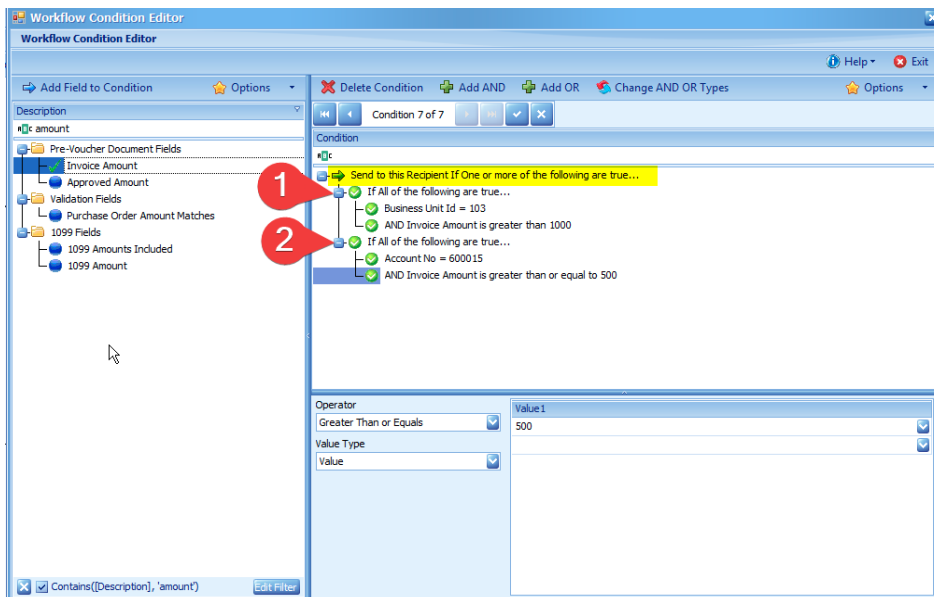 Workflow Condition Editor
Workflow Condition Editor
Help
Exit
Add Field to Condition
Options
Description
amount
Pre-Voucher Document Fields
Invoice Amount
Approved Amount
Validation Fields
Purchase Order Amount Matches
1099 Fields
1099 Amounts Included
1099 Amount
Contains([Description], 'amount')
Edit Filter
Delete Condition
Add AND
Add OR
Change AND OR Types
Options
Condition 7 of 7
Condition
Send to this Recipient If One or more of the following are true...
1
If All of the following are true...
Business Unit Id = 103
AND Invoice Amount is greater than 1000
2
If All of the following are true...
Account No = 600015
AND Invoice Amount is greater than or equal to 500
Operator
Greater Than or Equals
Value Type
Value
Value1
500